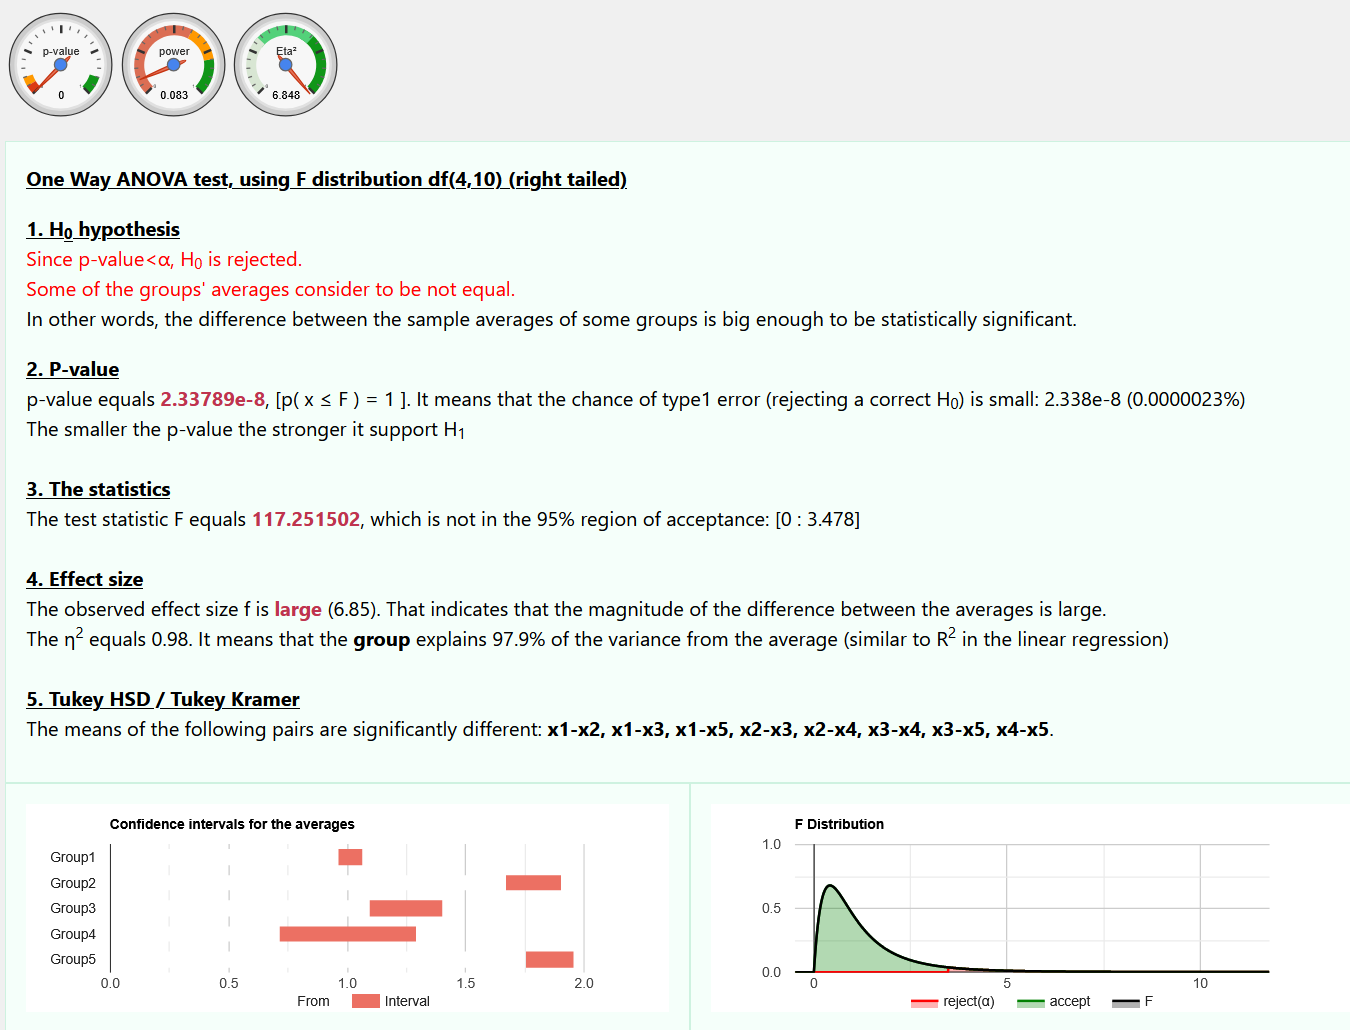 p-value
0
power
0.083
Eta²
6.848
One Way ANOVA test, using F distribution df(4,10) (right tailed)
1. H0 hypothesis
Since p-value<α, H0 is rejected.
Some of the groups' averages consider to be not equal.
In other words, the difference between the sample averages of some groups is big enough to be statistically significant.
2. P-value
p-value equals 2.33789e-8, [p( x ≤ F ) = 1 ]. It means that the chance of type1 error (rejecting a correct H0) is small: 2.338e-8 (0.0000023%)
The smaller the p-value the stronger it support H1
3. The statistics
The test statistic F equals 117.251502, which is not in the 95% region of acceptance: [0 : 3.478]
4. Effect size
The observed effect size f is large (6.85). That indicates that the magnitude of the difference between the averages is large.
The η² equals 0.98. It means that the group explains 97.9% of the variance from the average (similar to R² in the linear regression)
5. Tukey HSD / Tukey Kramer
The means of the following pairs are significantly different: x1-x2, x1-x3, x1-x5, x2-x3, x2-x4, x3-x4, x3-x5, x4-x5.
Confidence intervals for the averages
Group1
Group2
Group3
Group4
Group5
0.0 0.5 1.0 1.5 2.0
From Interval
F Distribution
1.0
0.5
0.0
0 5 10
reject(α) accept F